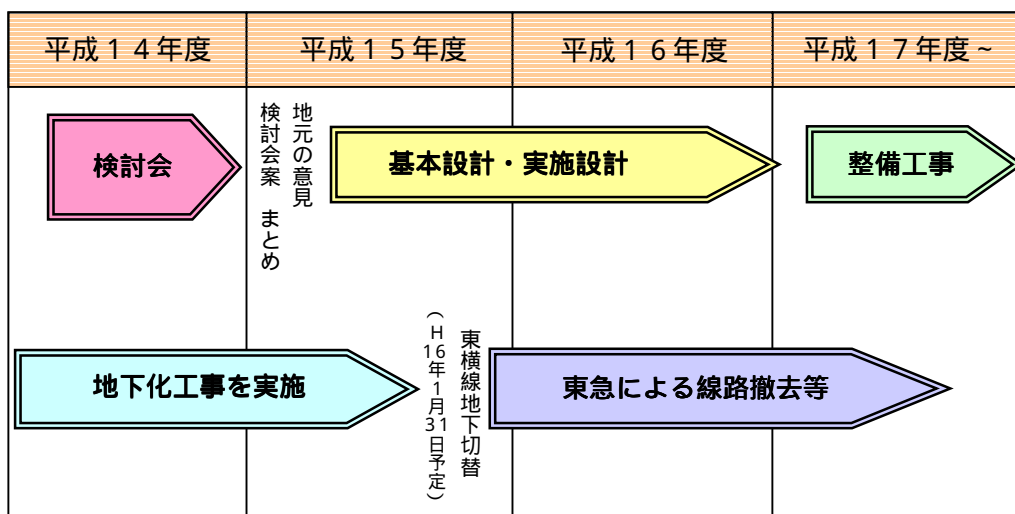 平成１４年度
平成１５年度
平成１６年度
平成１７年度~
検討会
地元の意見
検討会案　まとめ
基本設計・実施設計
整備工事
地下化工事を実施
東横線地下切替
(H16年1月31日予定)
東急による線路撤去等